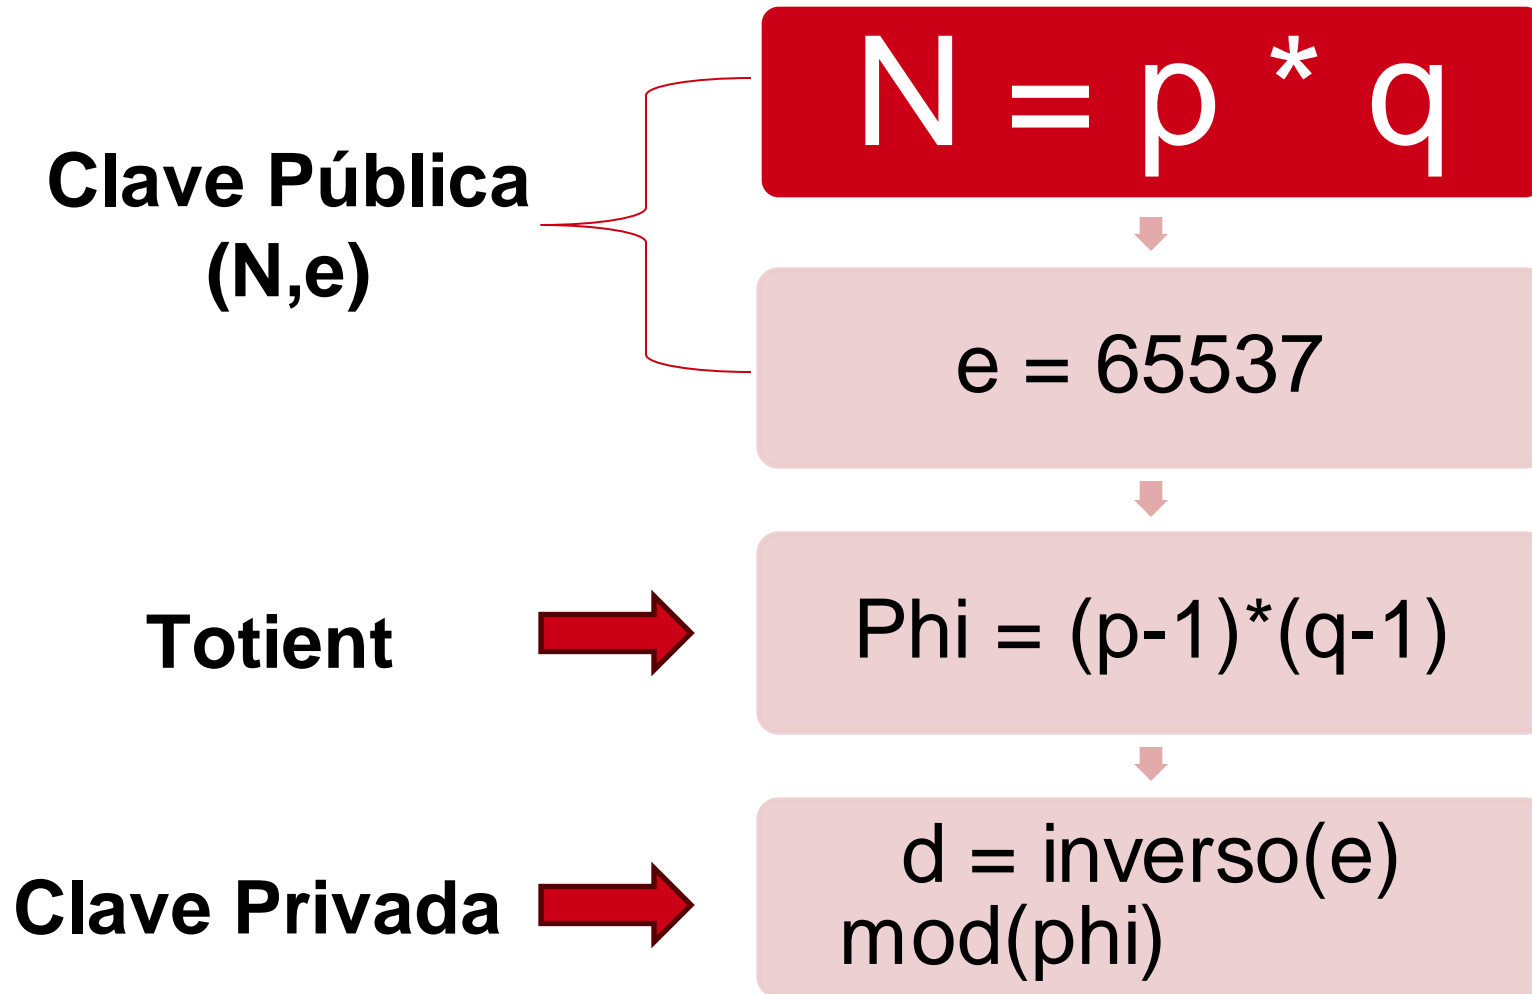 N = p * q
Clave Pública
(N,e)
e = 65537
Totient
Phi = (p-1)*(q-1)
Clave Privada
d = inverso(e)
mod(phi)